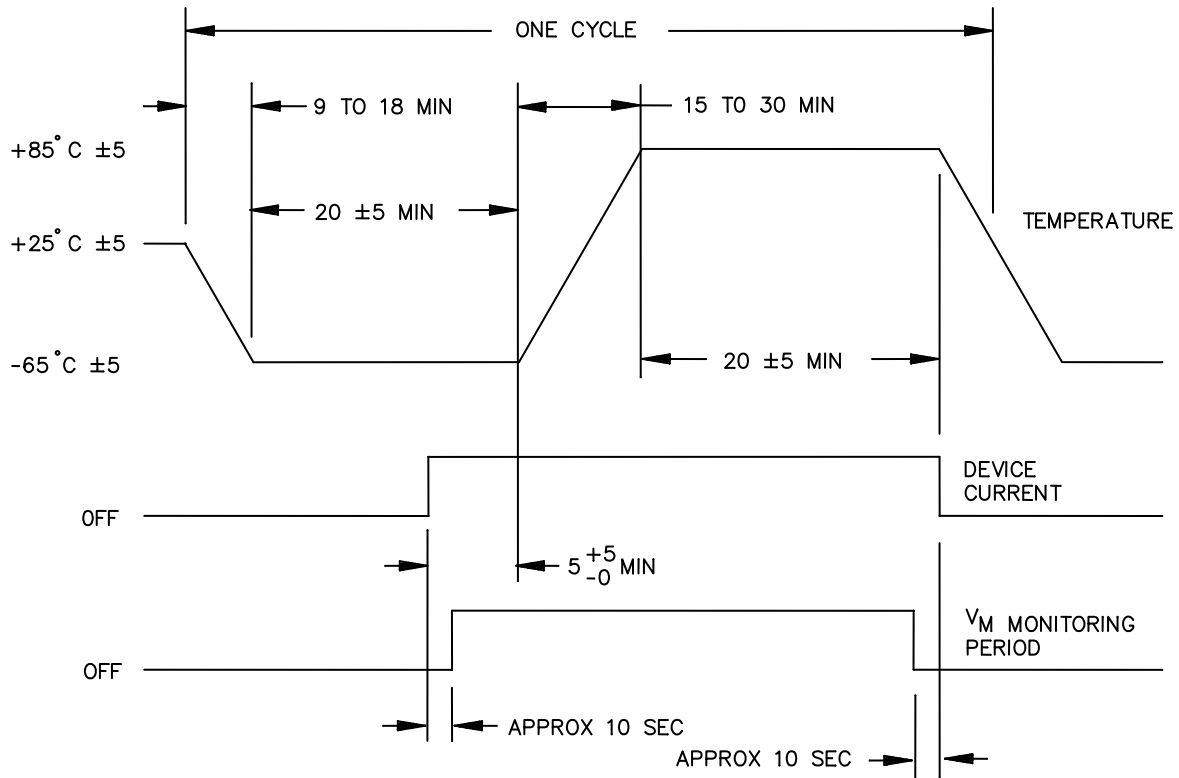 ONE CYCLE
9 TO 18 MIN
15 TO 30 MIN
+85°C ±5
20 ±5 MIN
TEMPERATURE
+25°C ±5
-65°C ±5
20 ±5 MIN
DEVICE
CURRENT
OFF
5 +5 -0 MIN
VM MONITORING
PERIOD
OFF
APPROX 10 SEC
APPROX 10 SEC